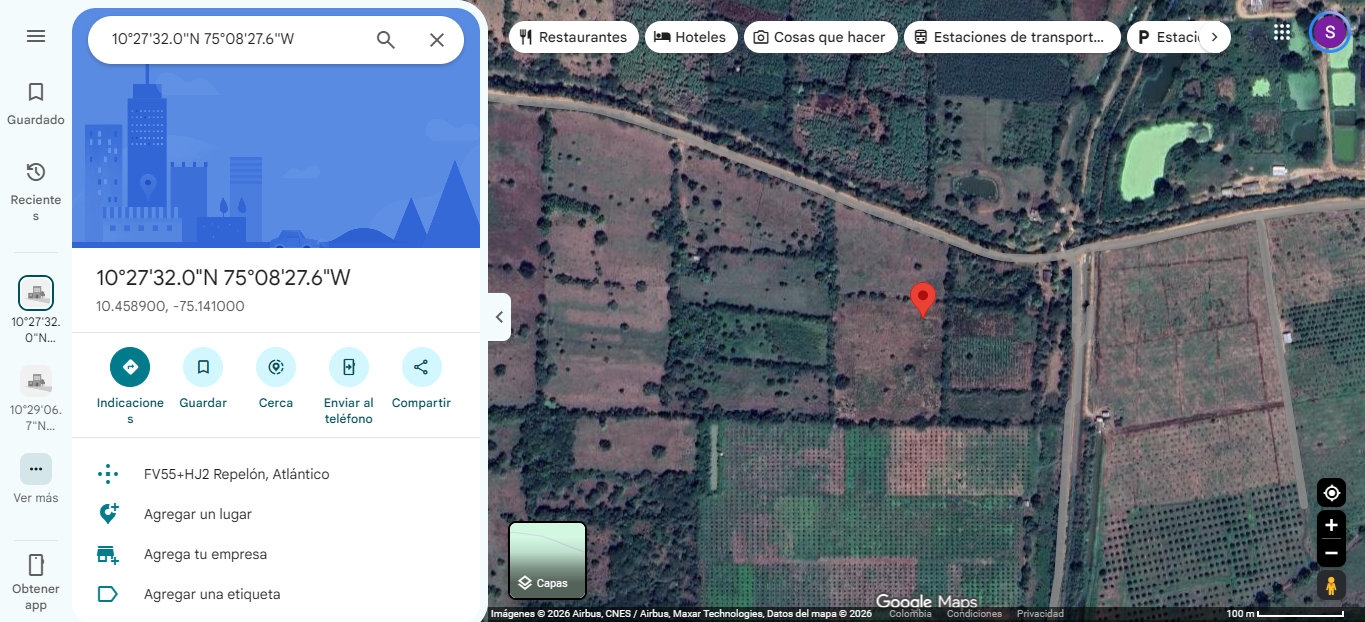 10°27'32.0"N 75°08'27.6"W
Restaurantes
Hoteles
Cosas que hacer
Estaciones de transport...
P Estaci
S
Guardado
Reciente
s
10°27'32.
0"N...
10°29'06.
7"N...
Ver más
Obtener
app
10°27'32.0"N 75°08'27.6"W
10.458900, -75.141000
Indicacione
s
Guardar
Cerca
Enviar al
teléfono
Compartir
FV55+HJ2 Repelón, Atlántico
Agregar un lugar
Agrega tu empresa
Agregar una etiqueta
Capas
Google Maps
Imágenes © 2026 Airbus, CNES / Airbus, Maxar Technologies, Datos del mapa © 2026 Colombia Condiciones Privacidad 100 m